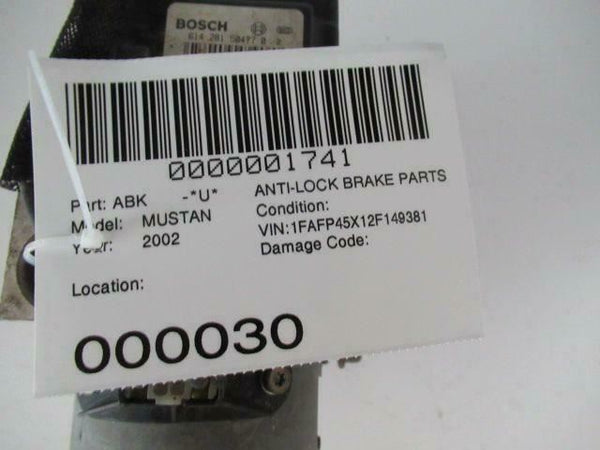 BOSCH
0000001741
Part: ABK -*U* ANTI-LOCK BRAKE PARTS
Model: MUSTAN Condition:
Year: 2002 VIN:1FAFP45X12F149381
Damage Code:
Location:
000030